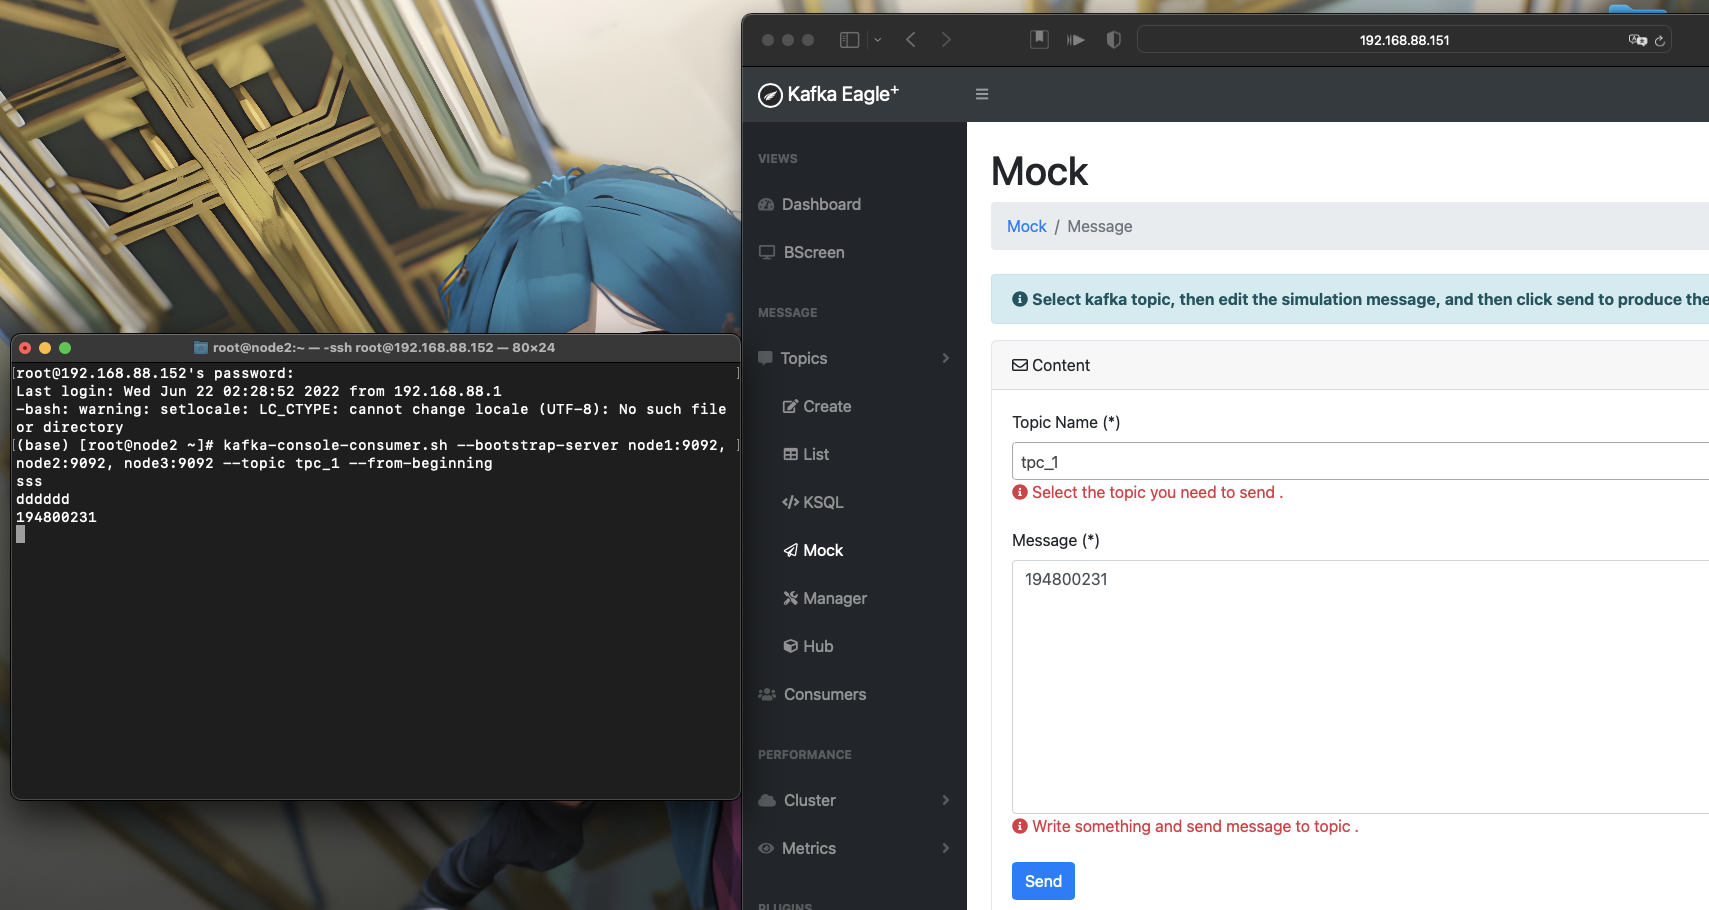 root@node2:~ — -ssh root@192.168.88.152 — 80×24
[root@192.168.88.152's password: ]
Last login: Wed Jun 22 02:28:52 2022 from 192.168.88.1
-bash: warning: setlocale: LC_CTYPE: cannot change locale (UTF-8): No such file
or directory
[(base) [root@node2 ~]# kafka-console-consumer.sh --bootstrap-server node1:9092, ]
node2:9092, node3:9092 --topic tpc_1 --from-beginning
sss
dddddd
194800231
192.168.88.151
Kafka Eagle+
VIEWS
Dashboard
BScreen
MESSAGE
Topics
Create
List
KSQL
Mock
Manager
Hub
Consumers
PERFORMANCE
Cluster
Metrics
PLUGINS
Mock
Mock / Message
Select kafka topic, then edit the simulation message, and then click send to produce the
Content
Topic Name (*)
tpc_1
Select the topic you need to send .
Message (*)
194800231
Write something and send message to topic .
Send